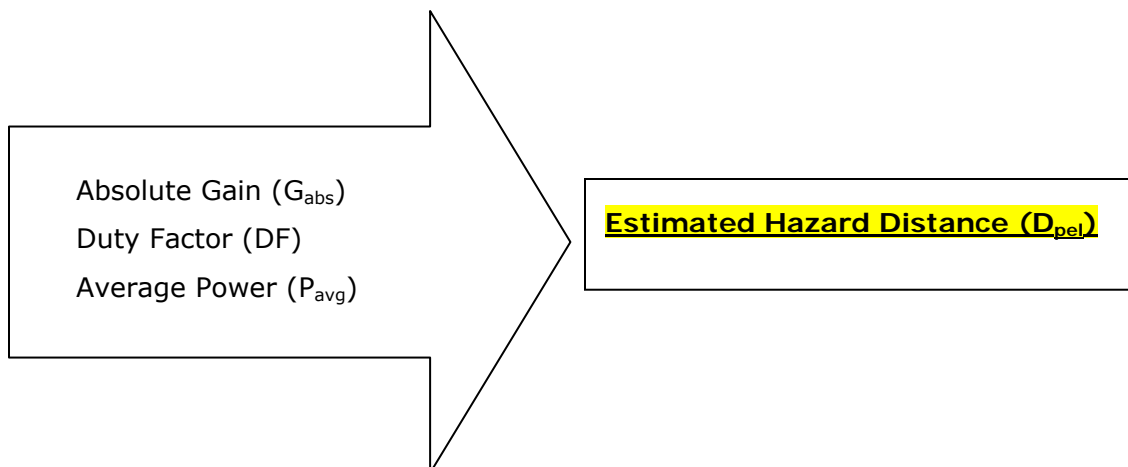 Absolute Gain (Gabs)
Duty Factor (DF)
Average Power (Pavg)
Estimated Hazard Distance (Dpel)